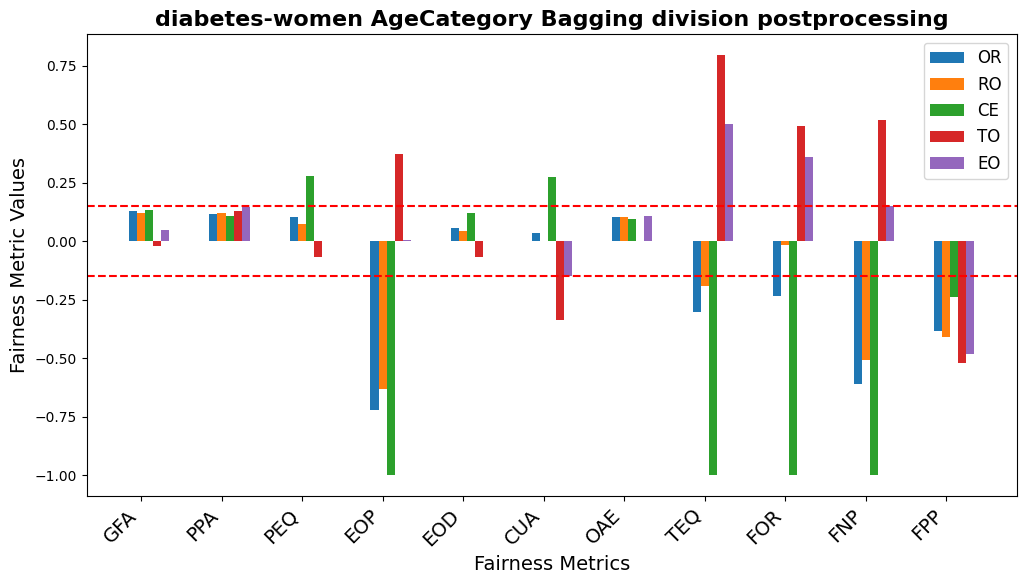 diabetes-women AgeCategory Bagging division postprocessing
OR
RO
CE
TO
EO
Fairness Metric Values
0.75
0.50
0.25
0.00
−0.25
−0.50
−0.75
−1.00
GFA
PPA
PEQ
EOP
EOD
CUA
OAE
TEQ
FOR
FNP
FPP
Fairness Metrics